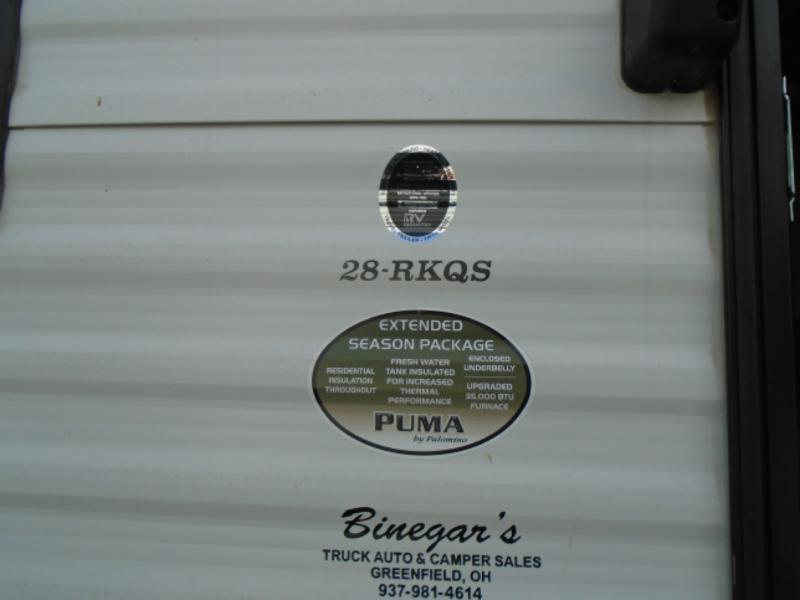 RV
28-RKQS
EXTENDED
SEASON PACKAGE
RESIDENTIAL
INSULATION
THROUGHOUT
FRESH WATER
TANK INSULATED
FOR INCREASED
THERMAL
PERFORMANCE
ENCLOSED
UNDERBELLY
UPGRADED
35,000 BTU
FURNACE
PUMA
by Palomino
Binegar's
TRUCK AUTO & CAMPER SALES
GREENFIELD, OH
937-981-4614